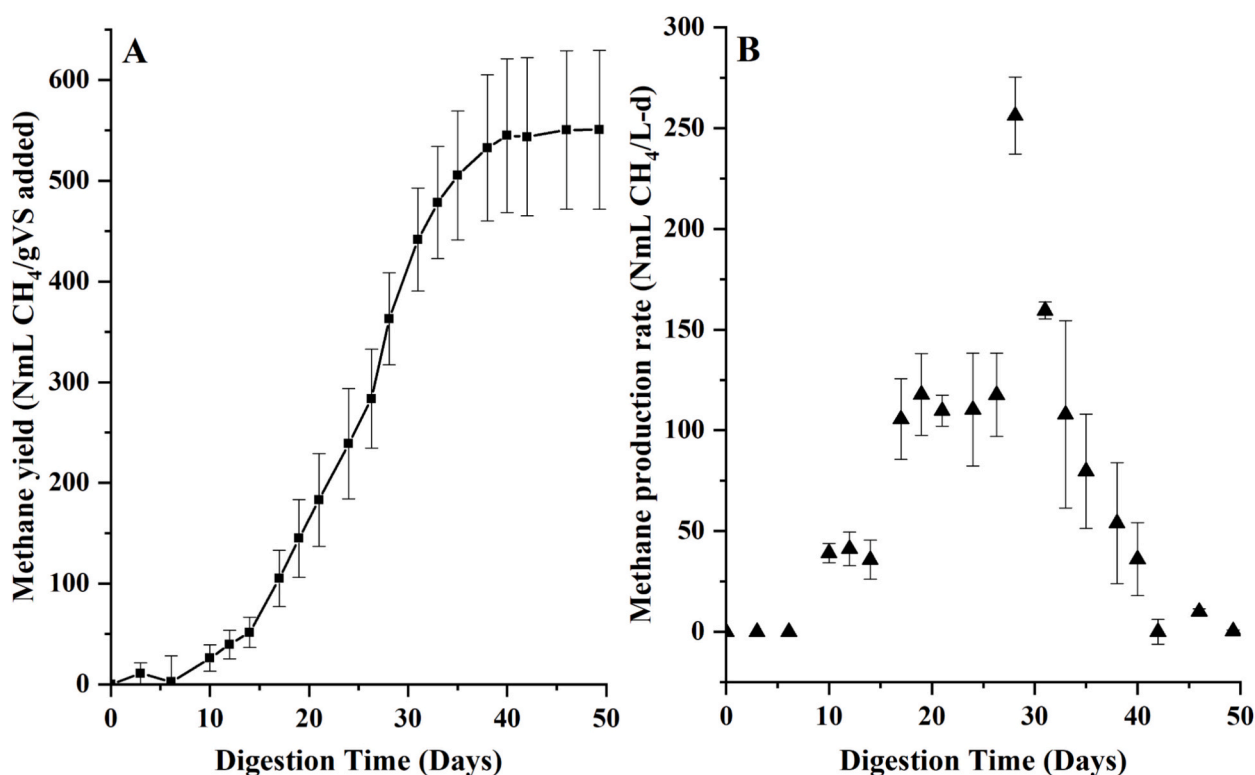 A
Methane yield (NmL CH₄/gVS added)
600
500
400
300
200
100
0
0 10 20 30 40 50
Digestion Time (Days)
B
Methane production rate (NmL CH₄/L-d)
300
250
200
150
100
50
0
0 10 20 30 40 50
Digestion Time (Days)